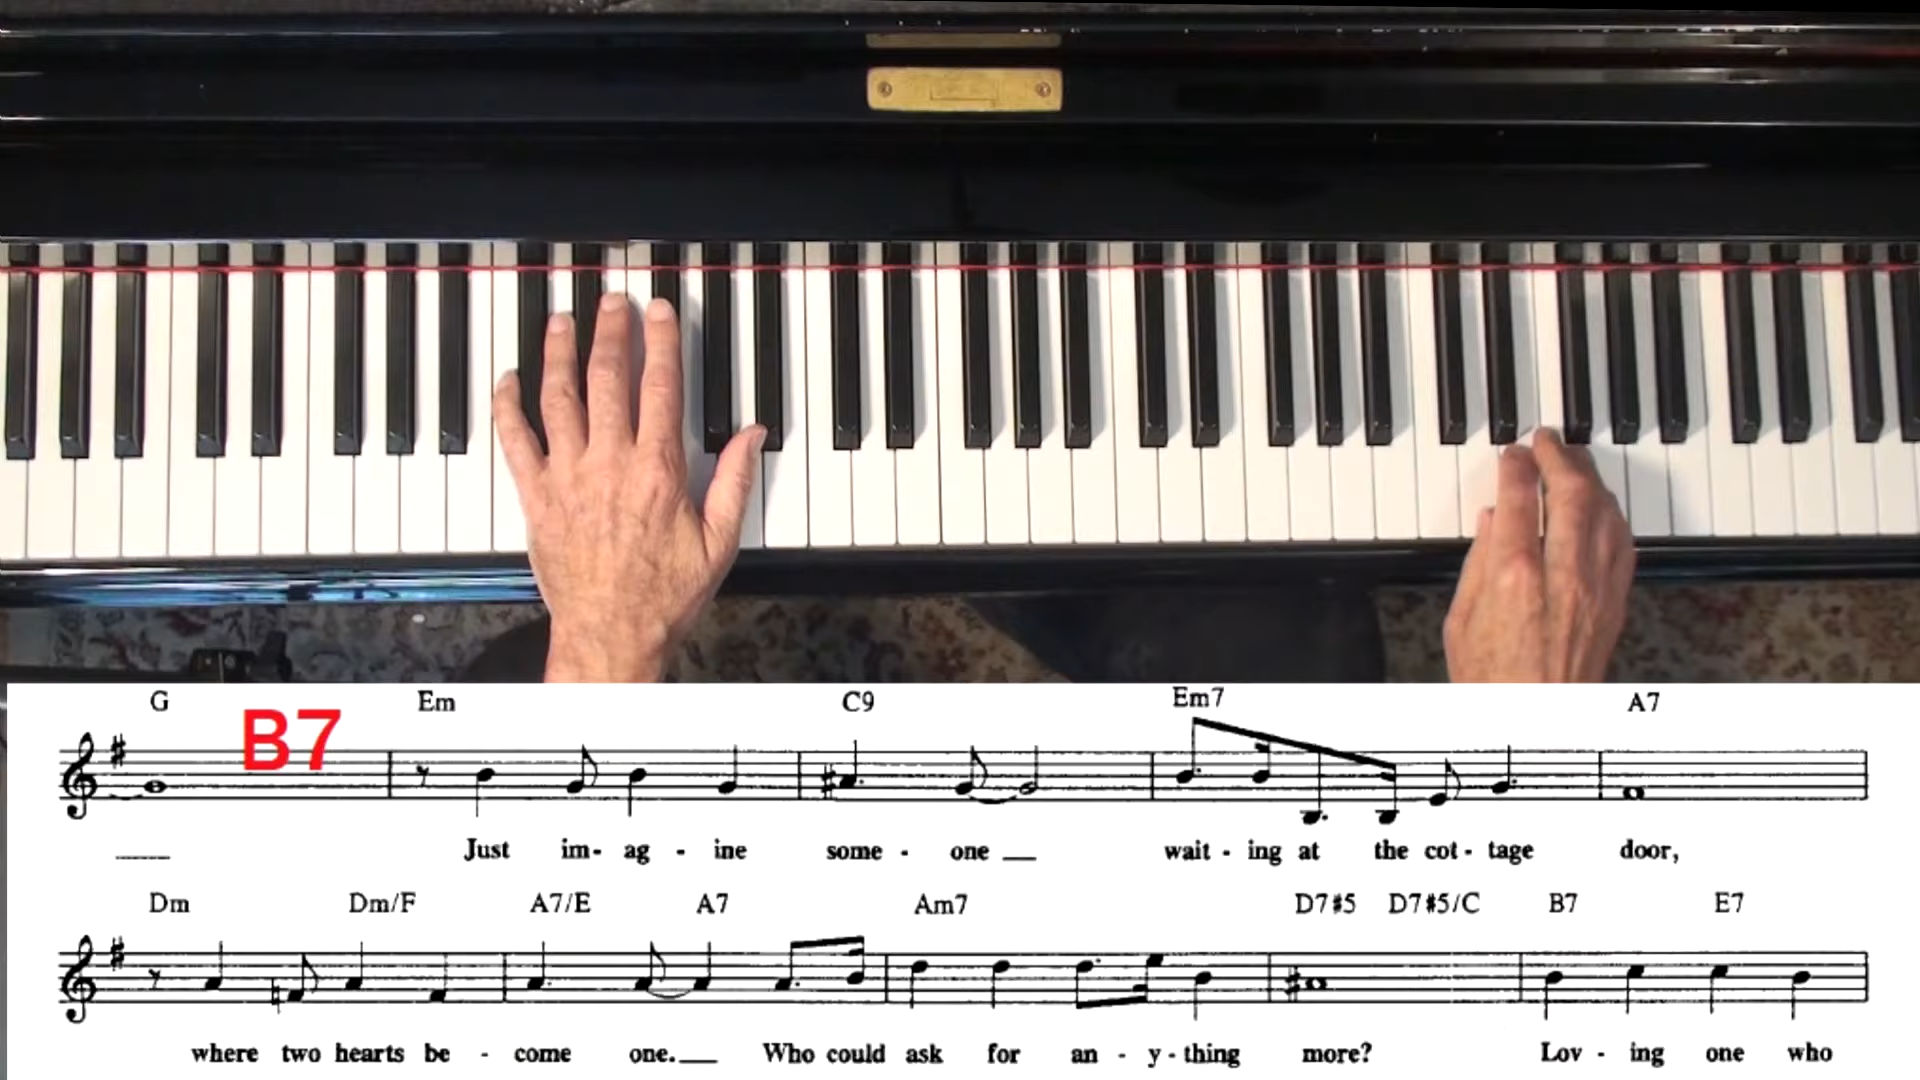 G B7 Em C9 Em7 A7
Just im- ag - ine some - one wait - ing at the cot - tage door,
Dm Dm/F A7/E A7 Am7 D7#5 D7#5/C B7 E7
where two hearts be - come one. Who could ask for an - y - thing more? Lov - ing one who